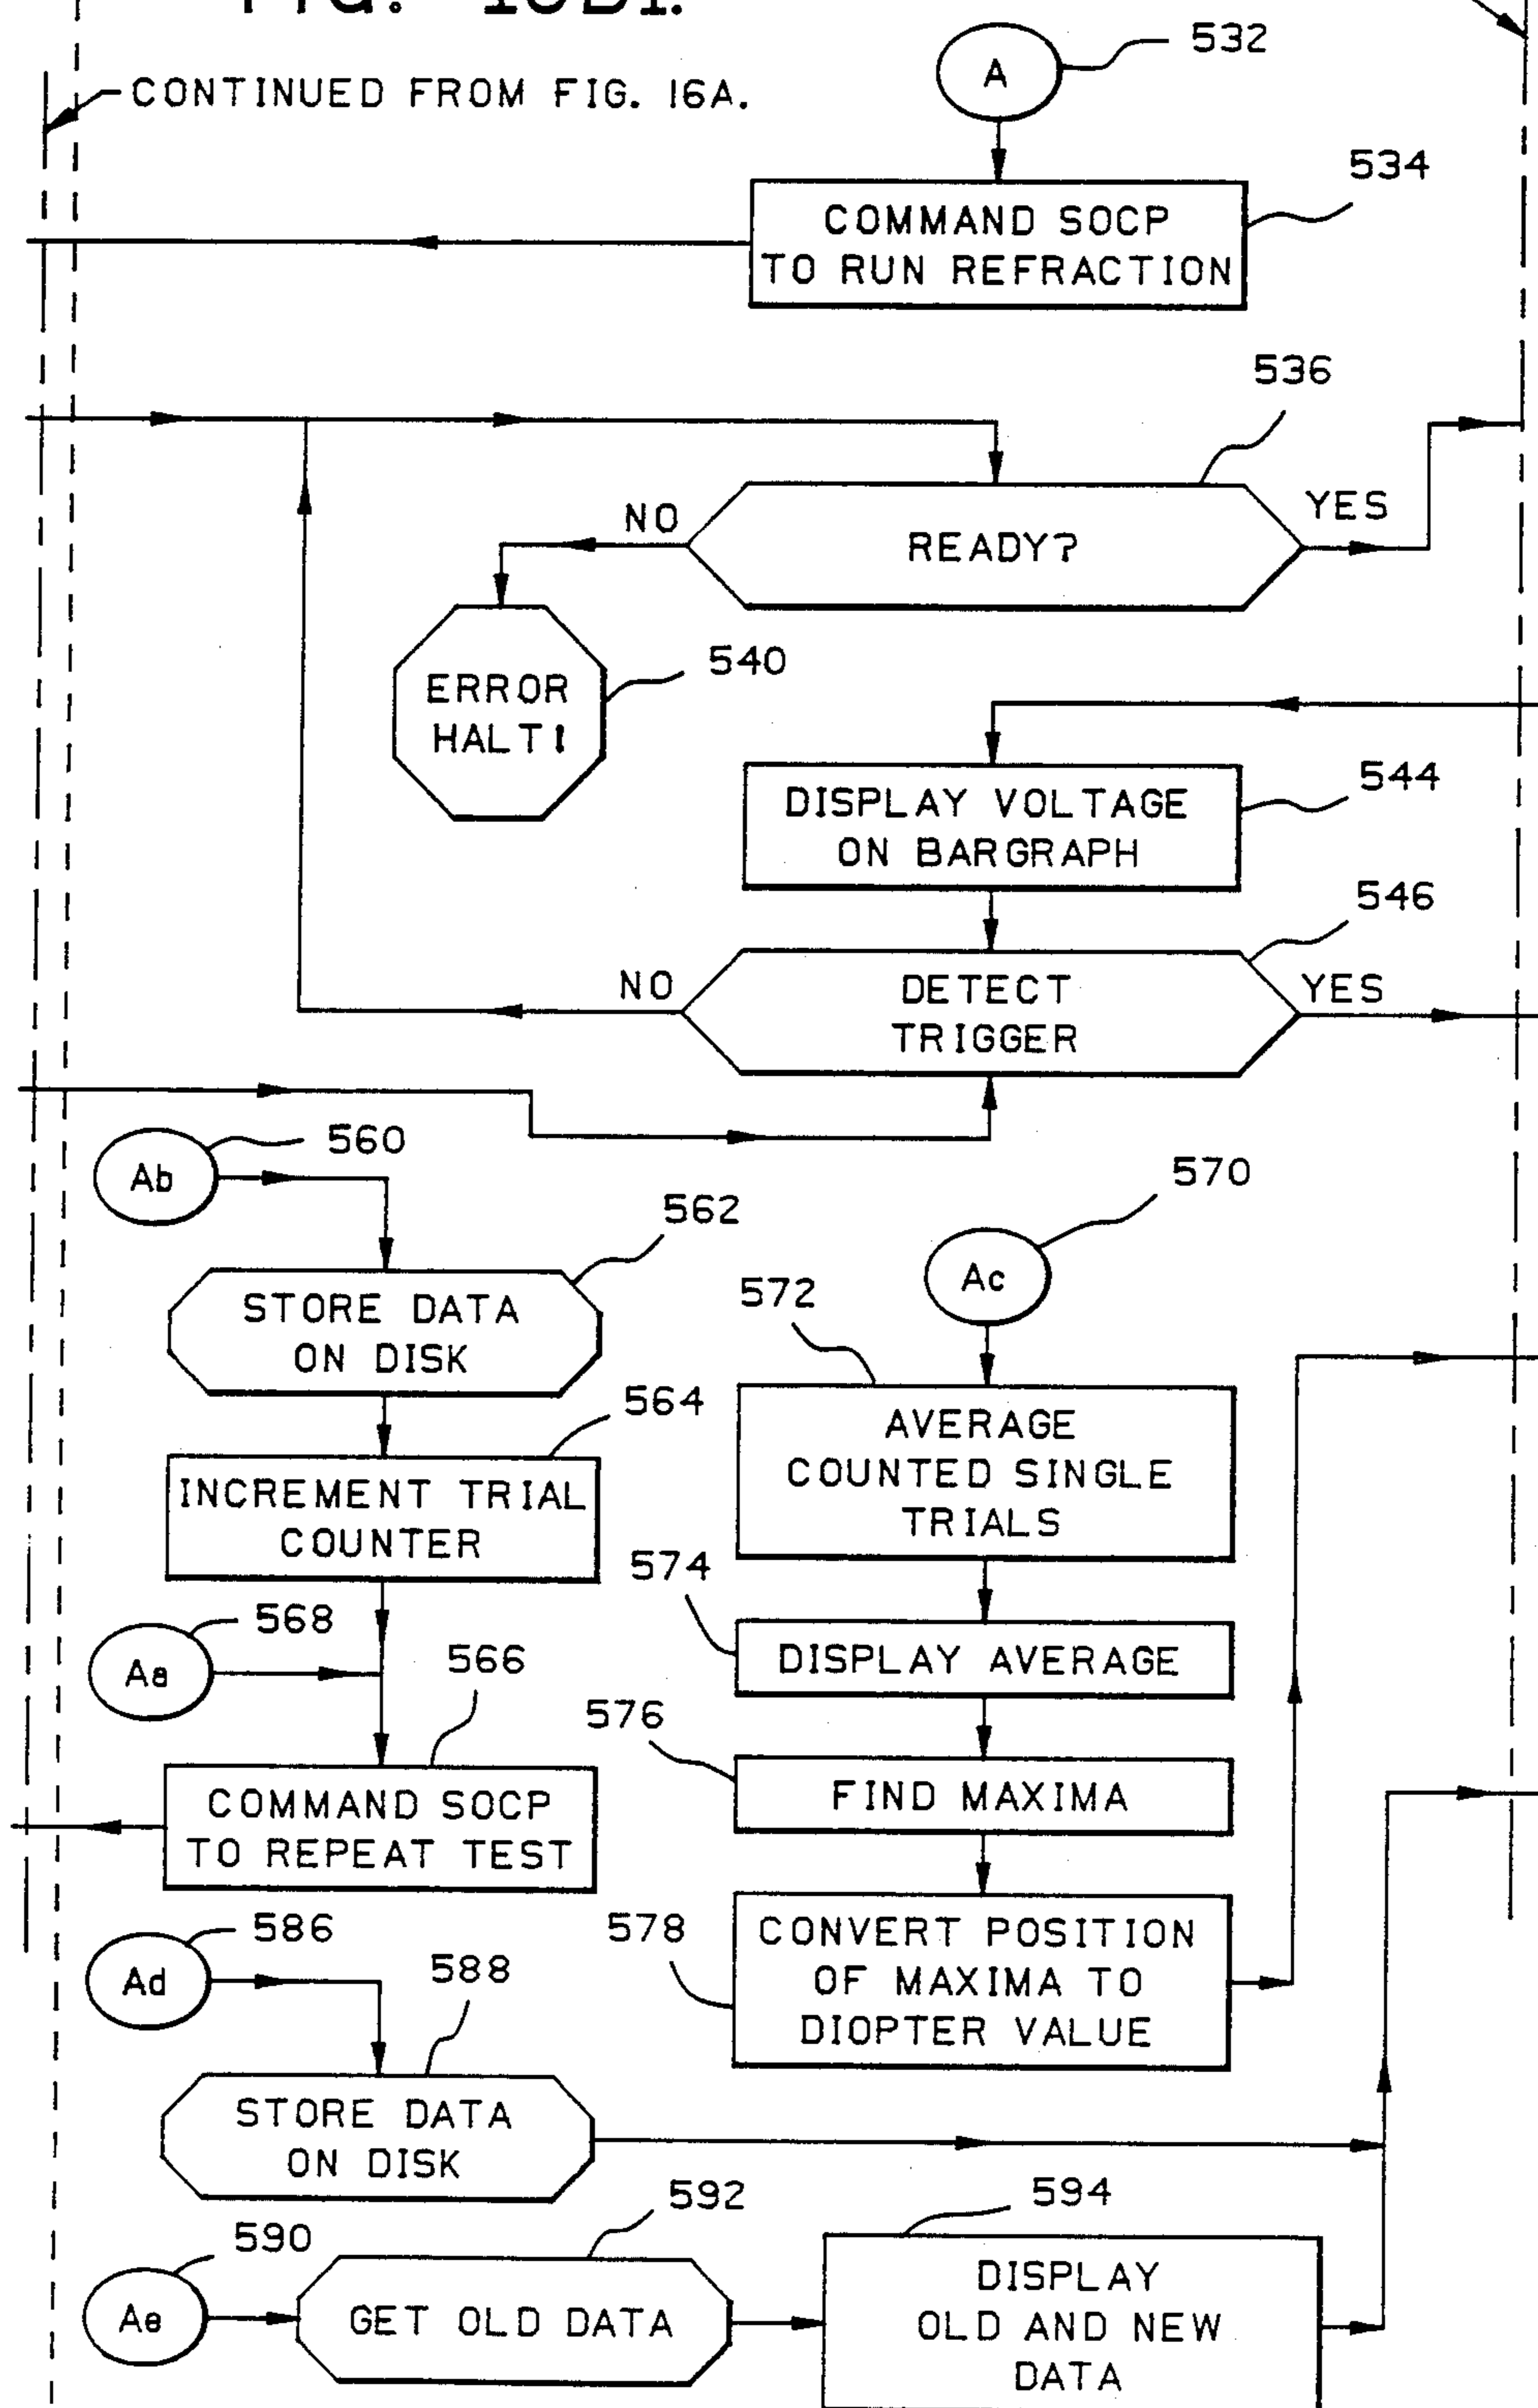 FIG. 16B1.
532
A
CONTINUED FROM FIG. 16A.
534
COMMAND SOCP
TO RUN REFRACTION
536
NO
YES
READY?
540
ERROR
HALT!
544
DISPLAY VOLTAGE
ON BARGRAPH
546
NO
YES
DETECT
TRIGGER
560
Ab
570
562
Ac
572
STORE DATA
ON DISK
564
AVERAGE
COUNTED SINGLE
TRIALS
INCREMENT TRIAL
COUNTER
574
568
566
Aa
DISPLAY AVERAGE
576
FIND MAXIMA
COMMAND SOCP
TO REPEAT TEST
586
578
588
Ad
CONVERT POSITION
OF MAXIMA TO
DIOPTER VALUE
STORE DATA
ON DISK
592
594
590
Ae
GET OLD DATA
DISPLAY
OLD AND NEW
DATA